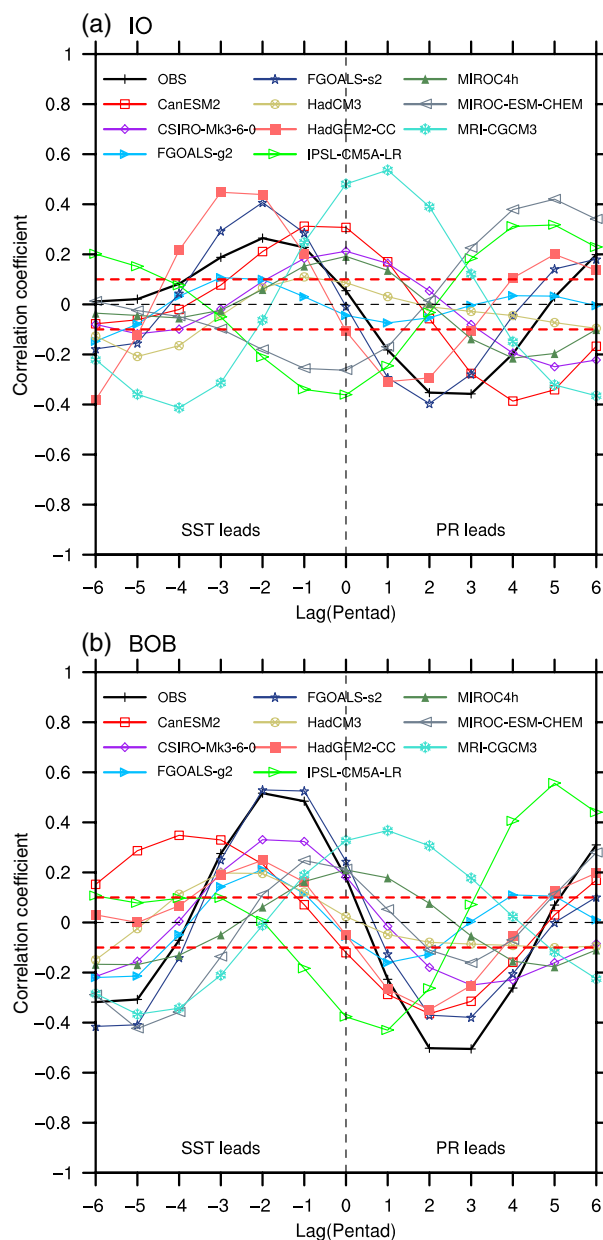 (a) IO
1
0.8
0.6
0.4
0.2
0
−0.2
−0.4
−0.6
−0.8
−1
Correlation coefficient
OBS
CanESM2
CSIRO-Mk3-6-0
FGOALS-g2
FGOALS-s2
HadCM3
HadGEM2-CC
IPSL-CM5A-LR
MIROC4h
MIROC-ESM-CHEM
MRI-CGCM3
SST leads PR leads
−6 −5 −4 −3 −2 −1 0 1 2 3 4 5 6
Lag(Pentad)
(b) BOB
1
0.8
0.6
0.4
0.2
0
−0.2
−0.4
−0.6
−0.8
−1
Correlation coefficient
OBS
CanESM2
CSIRO-Mk3-6-0
FGOALS-g2
FGOALS-s2
HadCM3
HadGEM2-CC
IPSL-CM5A-LR
MIROC4h
MIROC-ESM-CHEM
MRI-CGCM3
SST leads PR leads
−6 −5 −4 −3 −2 −1 0 1 2 3 4 5 6
Lag(Pentad)